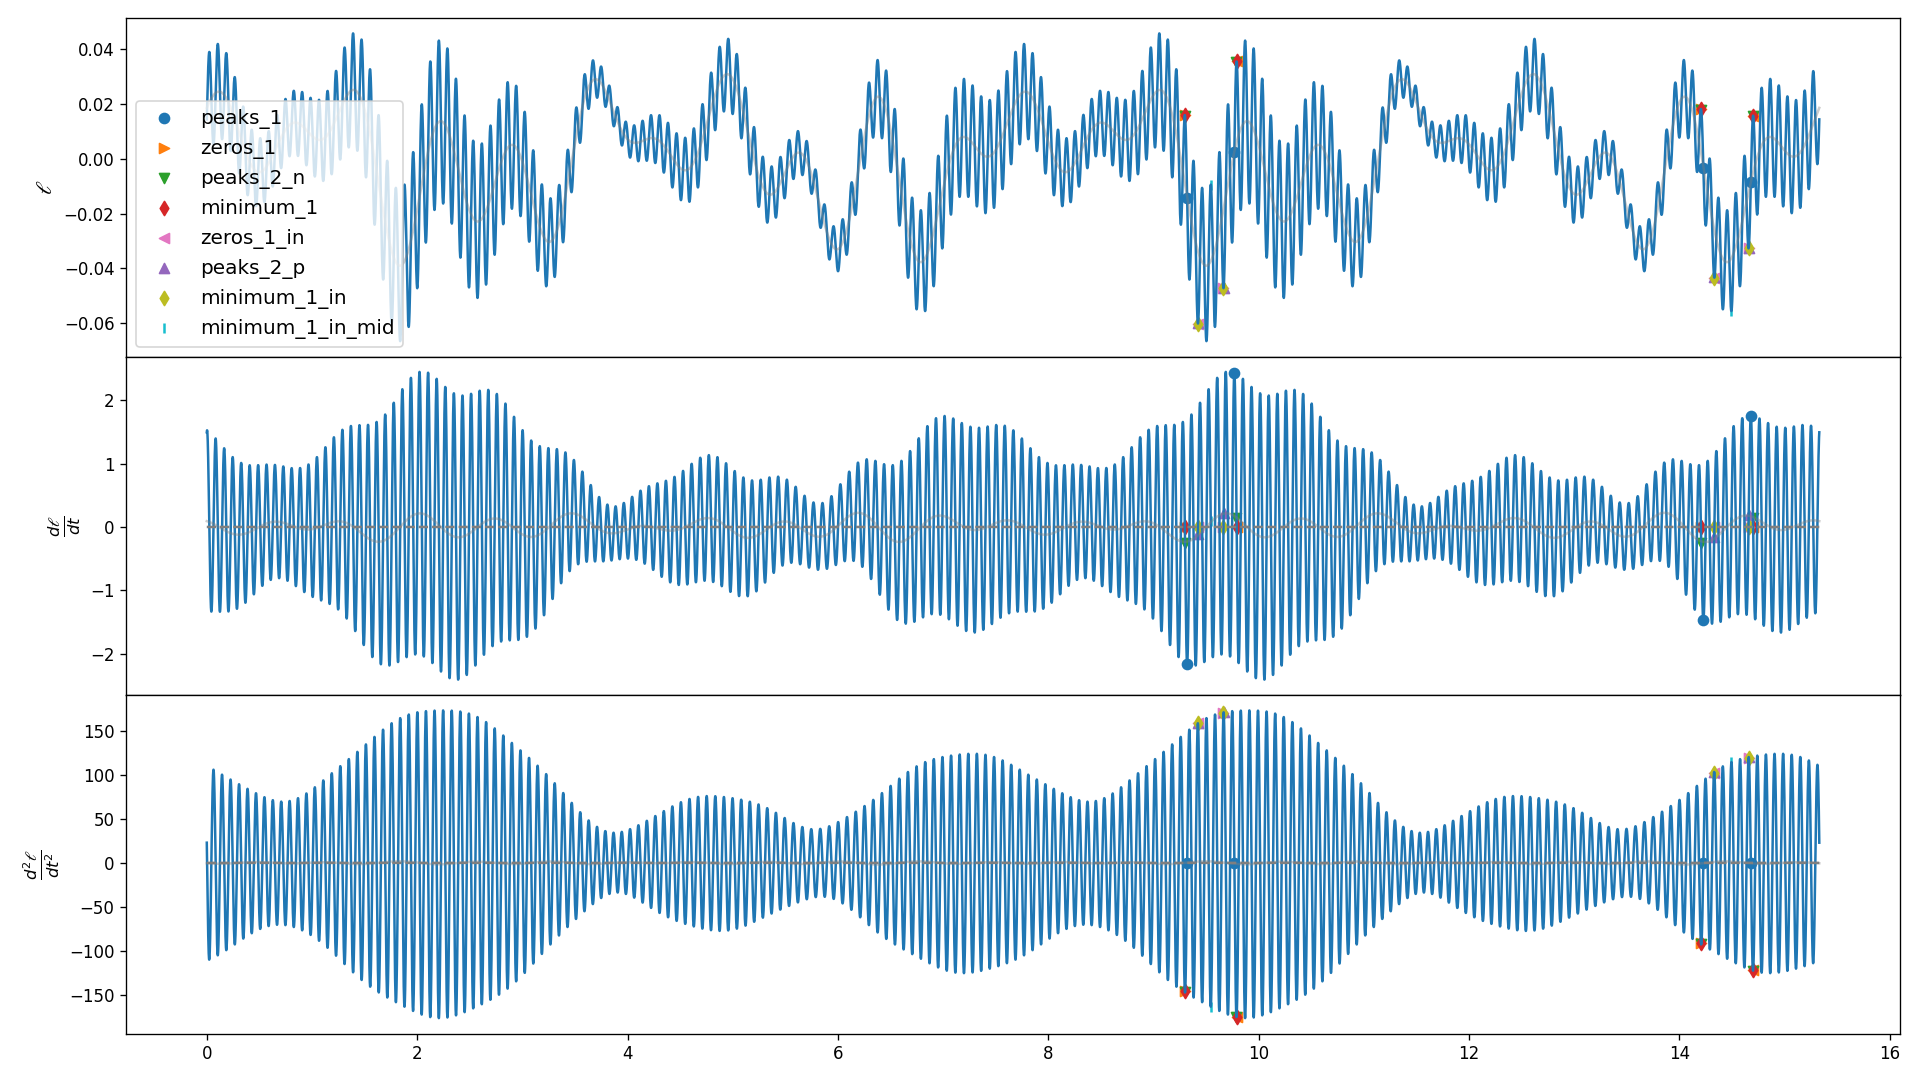 0.04
0.02
0.00
−0.02
−0.04
−0.06
ℓ
peaks_1
zeros_1
peaks_2_n
minimum_1
zeros_1_in
peaks_2_p
minimum_1_in
minimum_1_in_mid
2
1
0
−1
−2
dℓ
dt
150
100
50
0
−50
−100
−150
d²ℓ
dt²
0 2 4 6 8 10 12 14 16